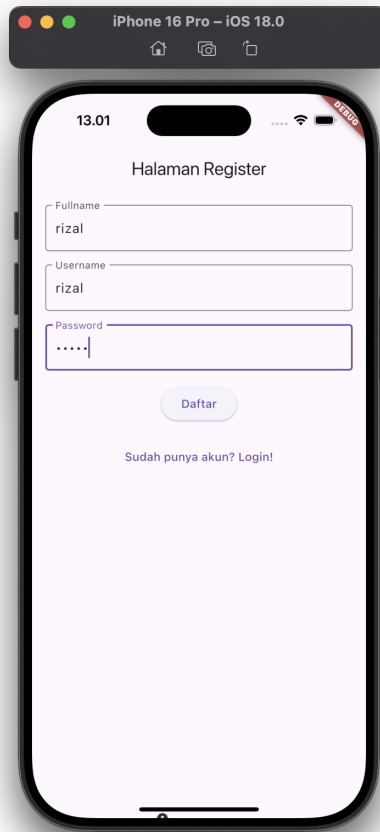 iPhone 16 Pro – iOS 18.0
13.01
DEBUG
Halaman Register
Fullname
rizal
Username
rizal
Password
•••••
Daftar
Sudah punya akun? Login!